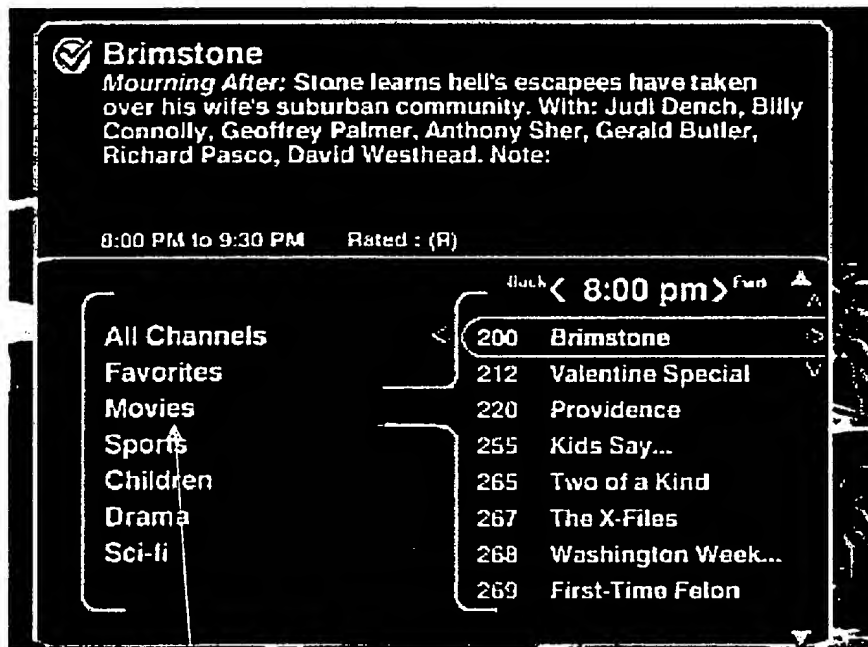 Brimstone
Mourning After: Stone learns hell's escapees have taken
over his wife's suburban community. With: Judi Dench, Billy
Connolly, Geoffrey Palmer, Anthony Sher, Gerald Butler,
Richard Pasco, David Westhead. Note:
8:00 PM to 9:30 PM Rated : (R)
Back < 8:00 pm > Fwd
All Channels < 200 Brimstone >
Favorites 212 Valentine Special
Movies 220 Providence
Sports 255 Kids Say...
Children 265 Two of a Kind
Drama 267 The X-Files
Sci-fi 268 Washington Week...
269 First-Time Felon